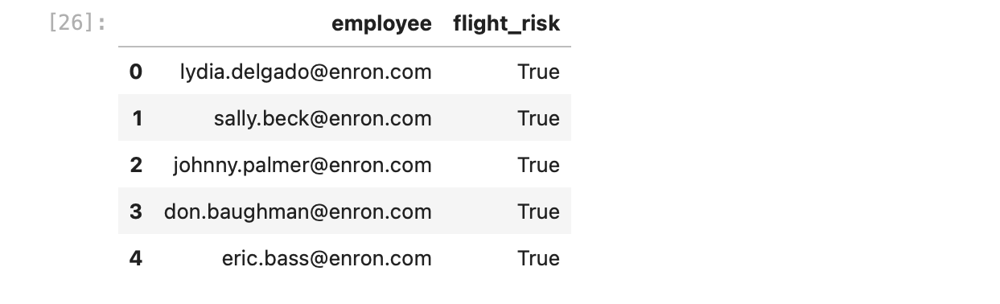 [26]: employee flight_risk
0 lydia.delgado@enron.com True
1 sally.beck@enron.com True
2 johnny.palmer@enron.com True
3 don.baughman@enron.com True
4 eric.bass@enron.com True